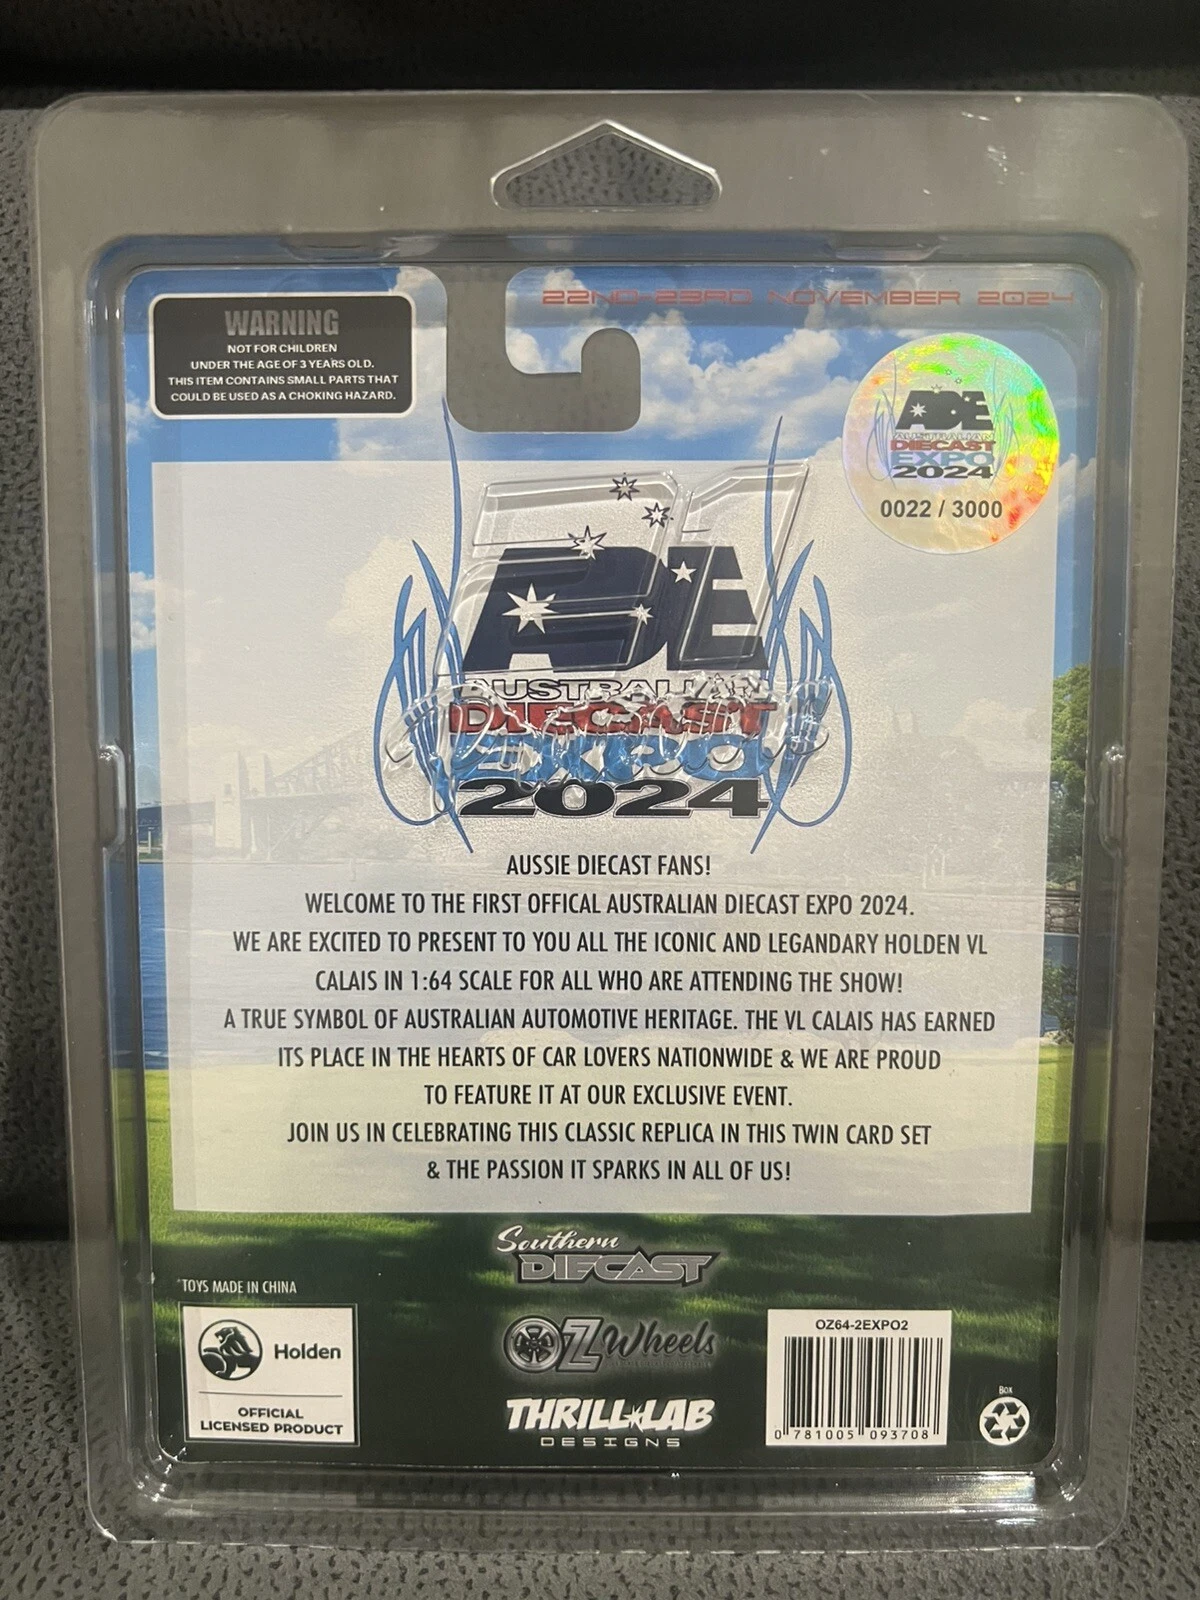 22ND-23RD NOVEMBER 2024
WARNING
NOT FOR CHILDREN
UNDER THE AGE OF 3 YEARS OLD.
THIS ITEM CONTAINS SMALL PARTS THAT
COULD BE USED AS A CHOKING HAZARD.
ADE
AUSTRALIAN
DIECAST
EXPO
2024
0022 / 3000
ADE
AUSTRALIAN
DIECAST
EXPO
2024
AUSSIE DIECAST FANS!
WELCOME TO THE FIRST OFFICAL AUSTRALIAN DIECAST EXPO 2024.
WE ARE EXCITED TO PRESENT TO YOU ALL THE ICONIC AND LEGANDARY HOLDEN VL
CALAIS IN 1:64 SCALE FOR ALL WHO ARE ATTENDING THE SHOW!
A TRUE SYMBOL OF AUSTRALIAN AUTOMOTIVE HERITAGE. THE VL CALAIS HAS EARNED
ITS PLACE IN THE HEARTS OF CAR LOVERS NATIONWIDE & WE ARE PROUD
TO FEATURE IT AT OUR EXCLUSIVE EVENT.
JOIN US IN CELEBRATING THIS CLASSIC REPLICA IN THIS TWIN CARD SET
& THE PASSION IT SPARKS IN ALL OF US!
Southern
DIECAST
*TOYS MADE IN CHINA
Holden
OFFICIAL
LICENSED PRODUCT
OZ Wheels
THRILL LAB
DESIGNS
OZ64-2EXPO2
0 781005 093708
Box